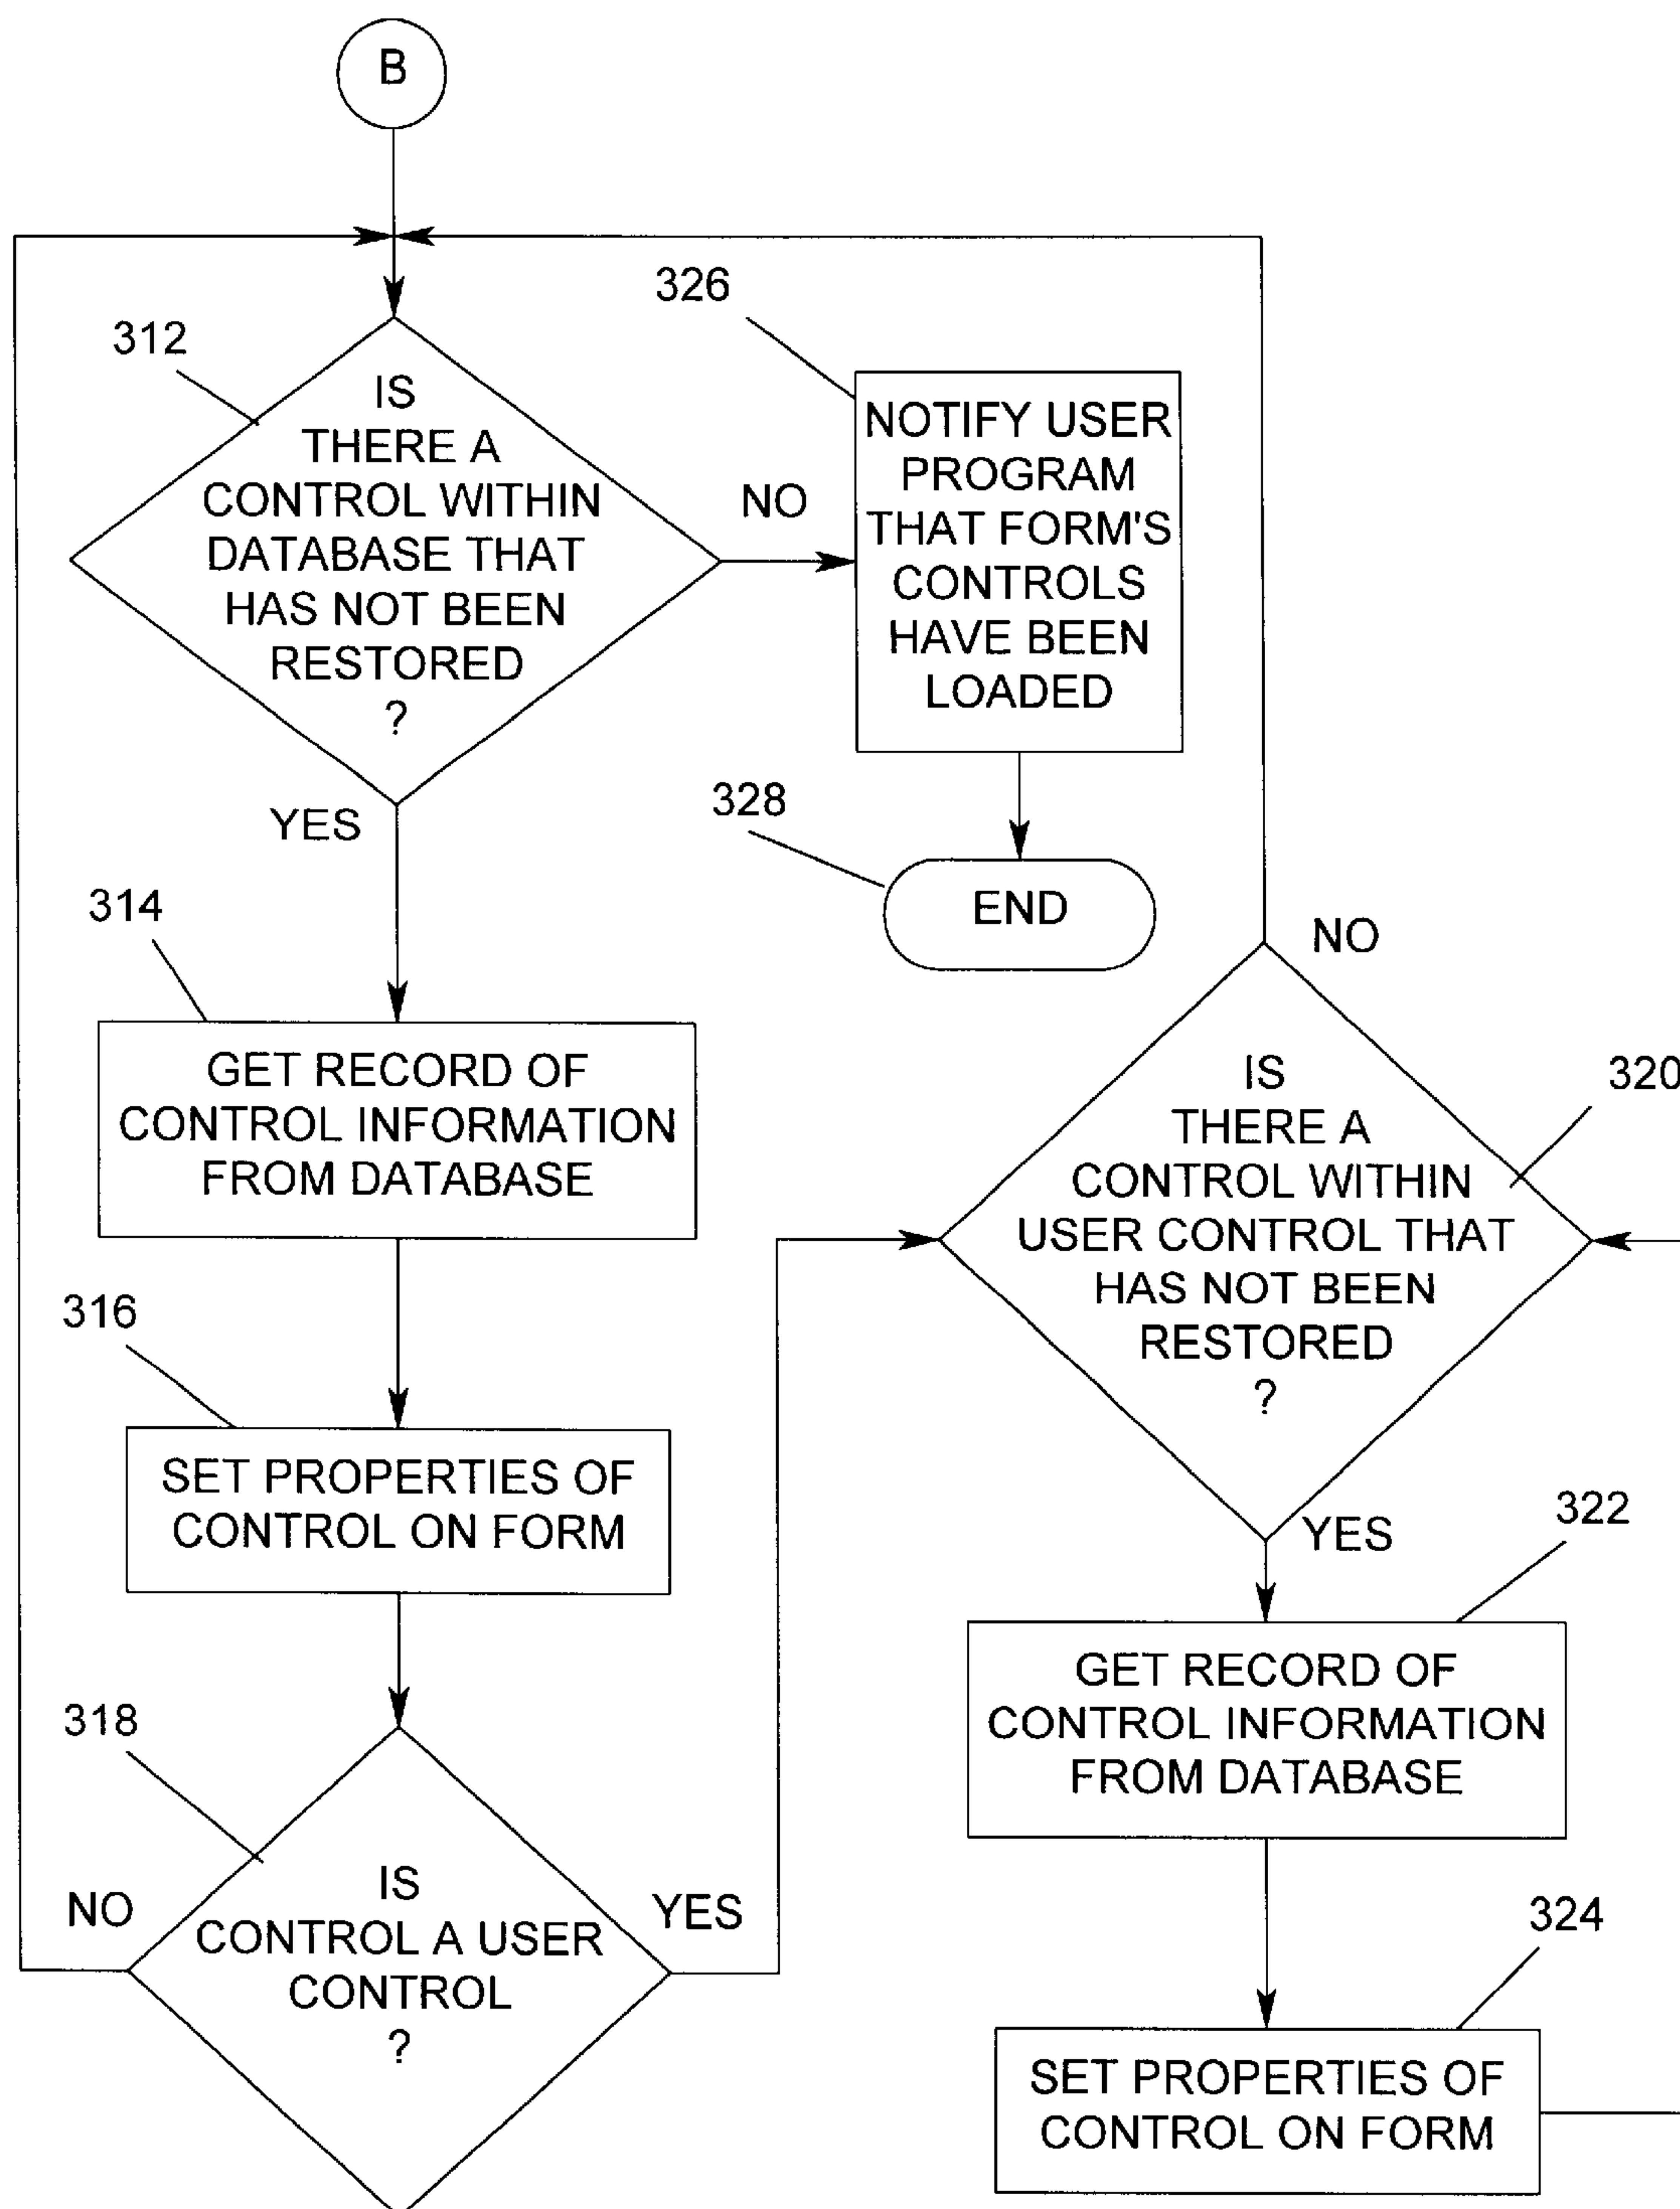 B
312
IS
THERE A
CONTROL WITHIN
DATABASE THAT
HAS NOT BEEN
RESTORED
?
NO
YES
326
NOTIFY USER
PROGRAM
THAT FORM'S
CONTROLS
HAVE BEEN
LOADED
328
END
314
GET RECORD OF
CONTROL INFORMATION
FROM DATABASE
316
SET PROPERTIES OF
CONTROL ON FORM
318
IS
CONTROL A USER
CONTROL
?
NO
YES
320
IS
THERE A
CONTROL WITHIN
USER CONTROL THAT
HAS NOT BEEN
RESTORED
?
NO
YES
322
GET RECORD OF
CONTROL INFORMATION
FROM DATABASE
324
SET PROPERTIES OF
CONTROL ON FORM